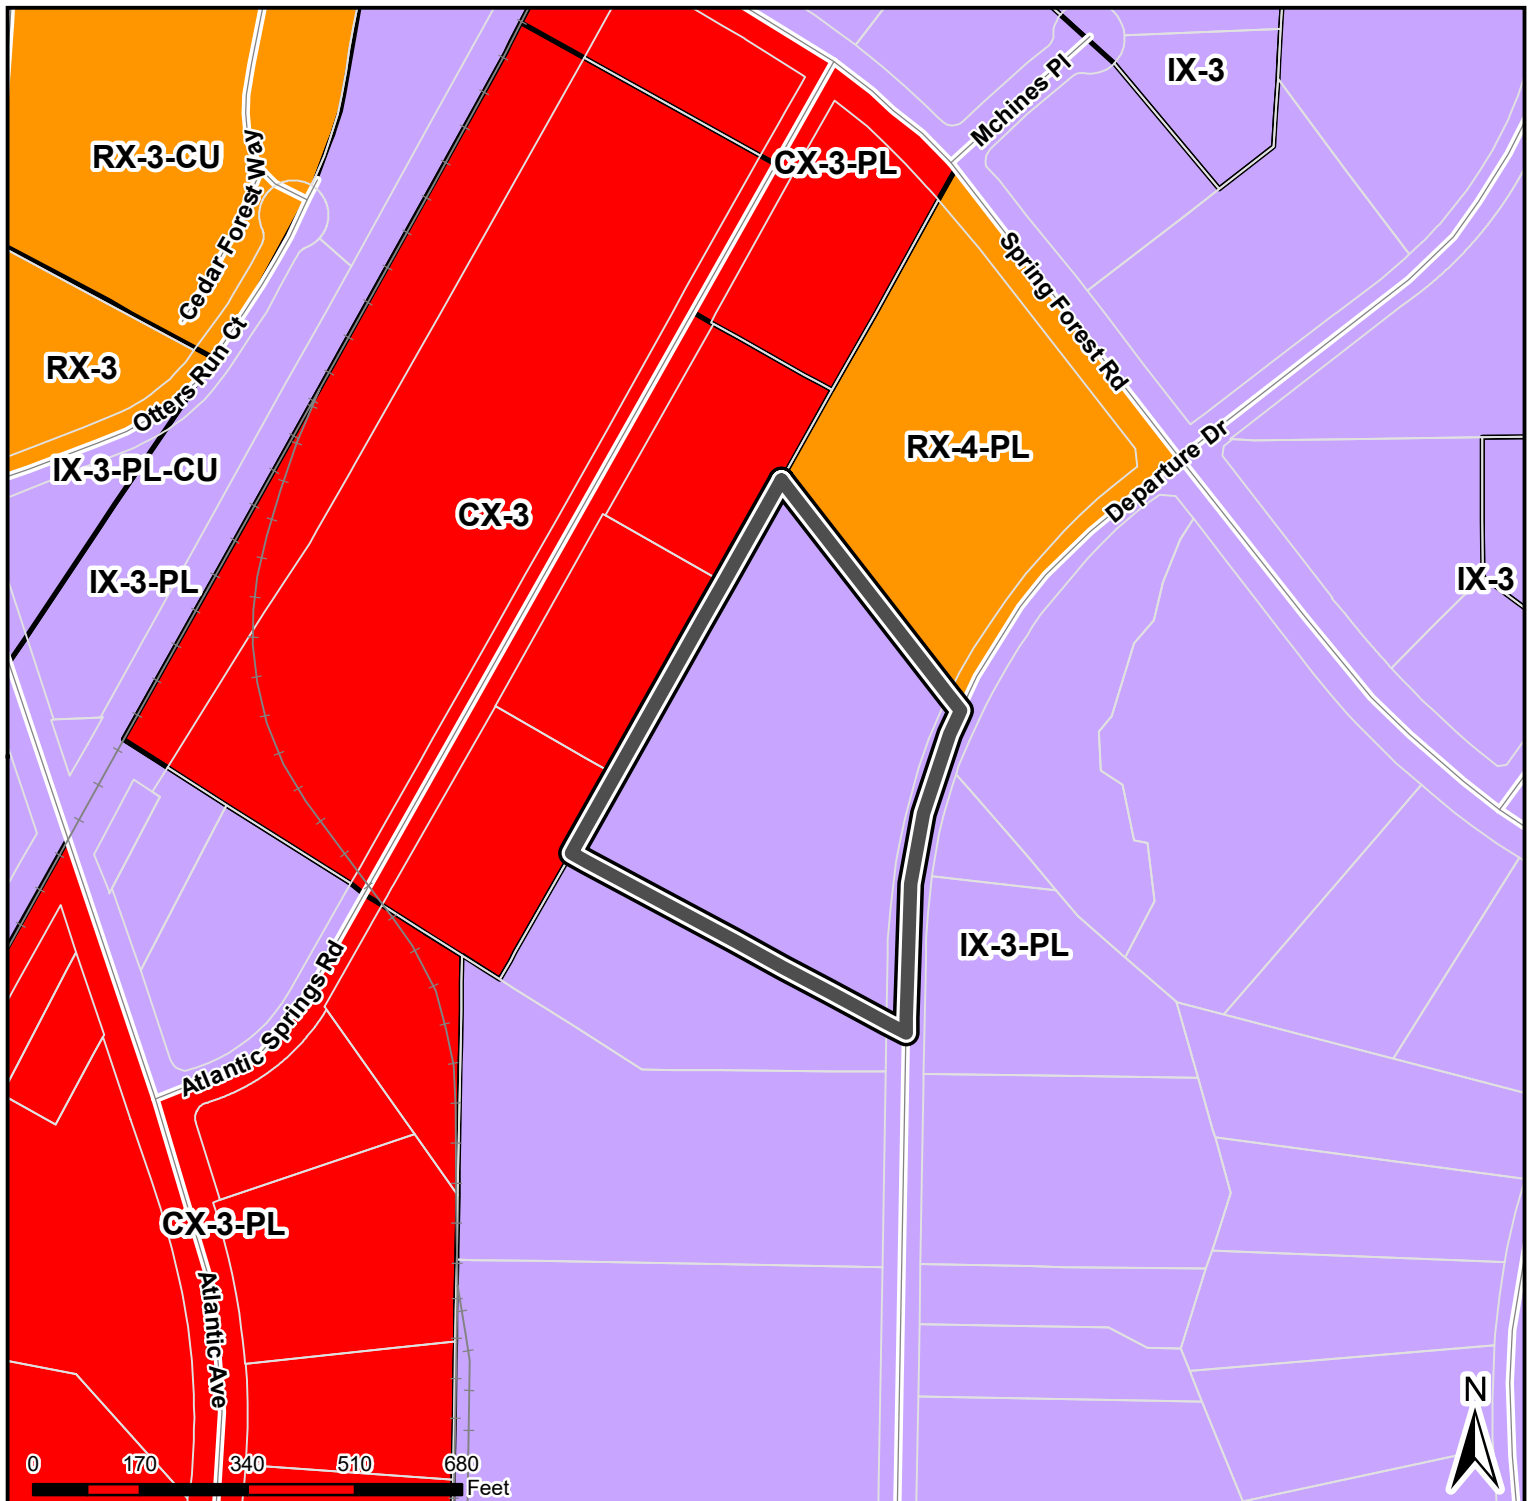 IX-3
Mchines Pl
RX-3-CU
CX-3-PL
Cedar Forest Way
Spring Forest Rd
RX-3
Otters Run Ct
RX-4-PL
IX-3-PL-CU
Departure Dr
CX-3
IX-3-PL
IX-3
IX-3-PL
Atlantic Springs Rd
CX-3-PL
Atlantic Ave
N
0 170 340 510 680
Feet